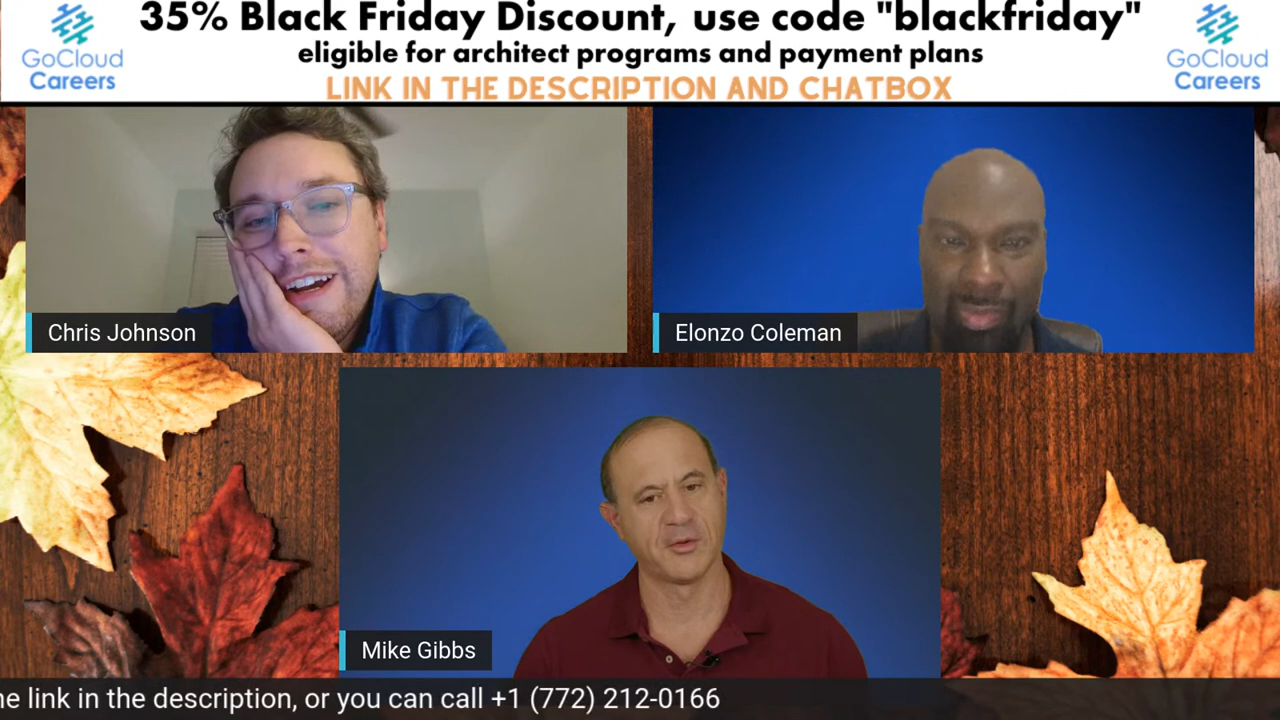 35% Black Friday Discount, use code "blackfriday"
eligible for architect programs and payment plans
LINK IN THE DESCRIPTION AND CHATBOX
GoCloud
Careers
GoCloud
Careers
Chris Johnson
Elonzo Coleman
Mike Gibbs
he link in the description, or you can call +1 (772) 212-0166